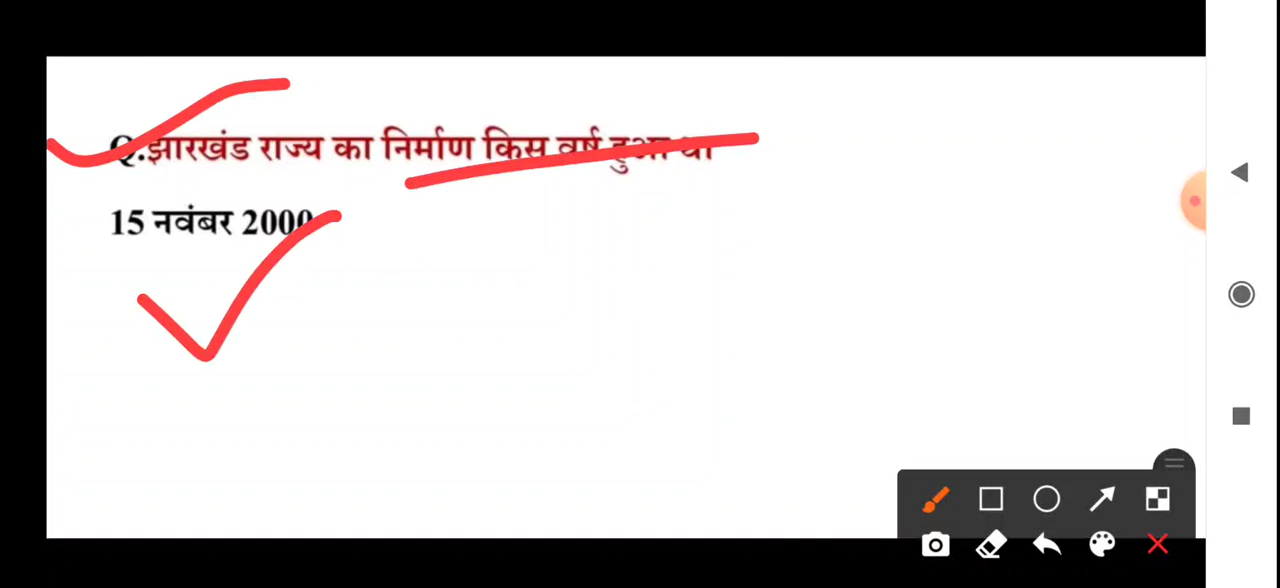 Q.झारखंड राज्य का निर्माण किस वर्ष हुआ था
15 नवंबर 2000